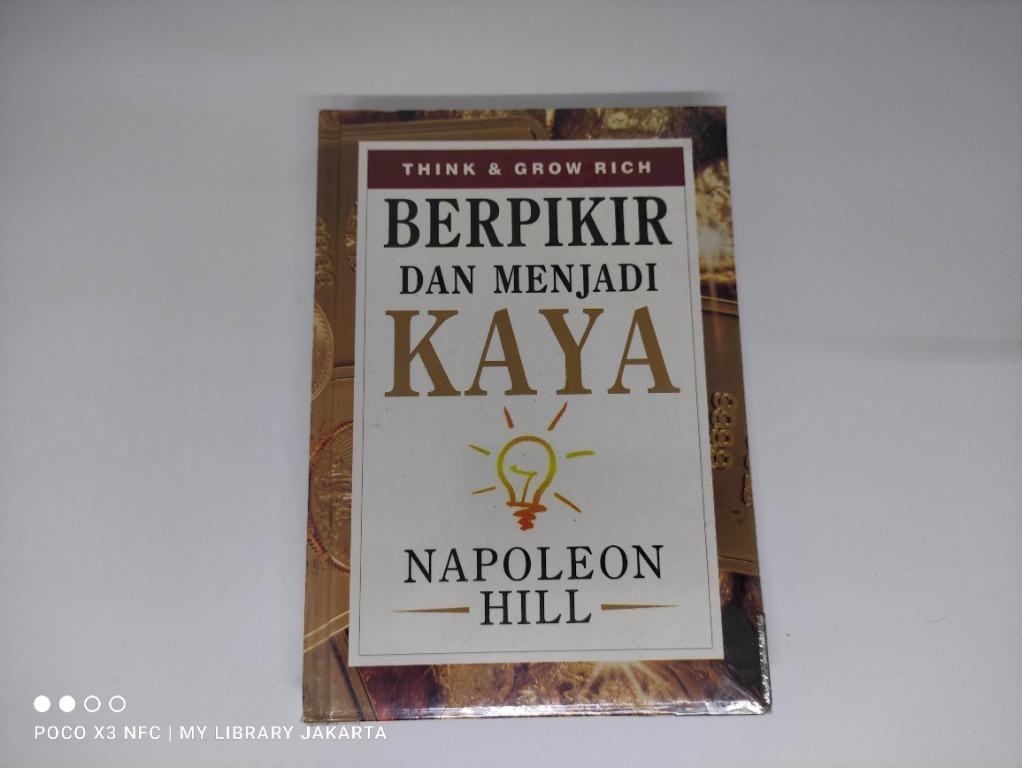 THINK & GROW RICH
BERPIKIR
DAN MENJADI
KAYA
NAPOLEON
HILL
POCO X3 NFC | MY LIBRARY JAKARTA